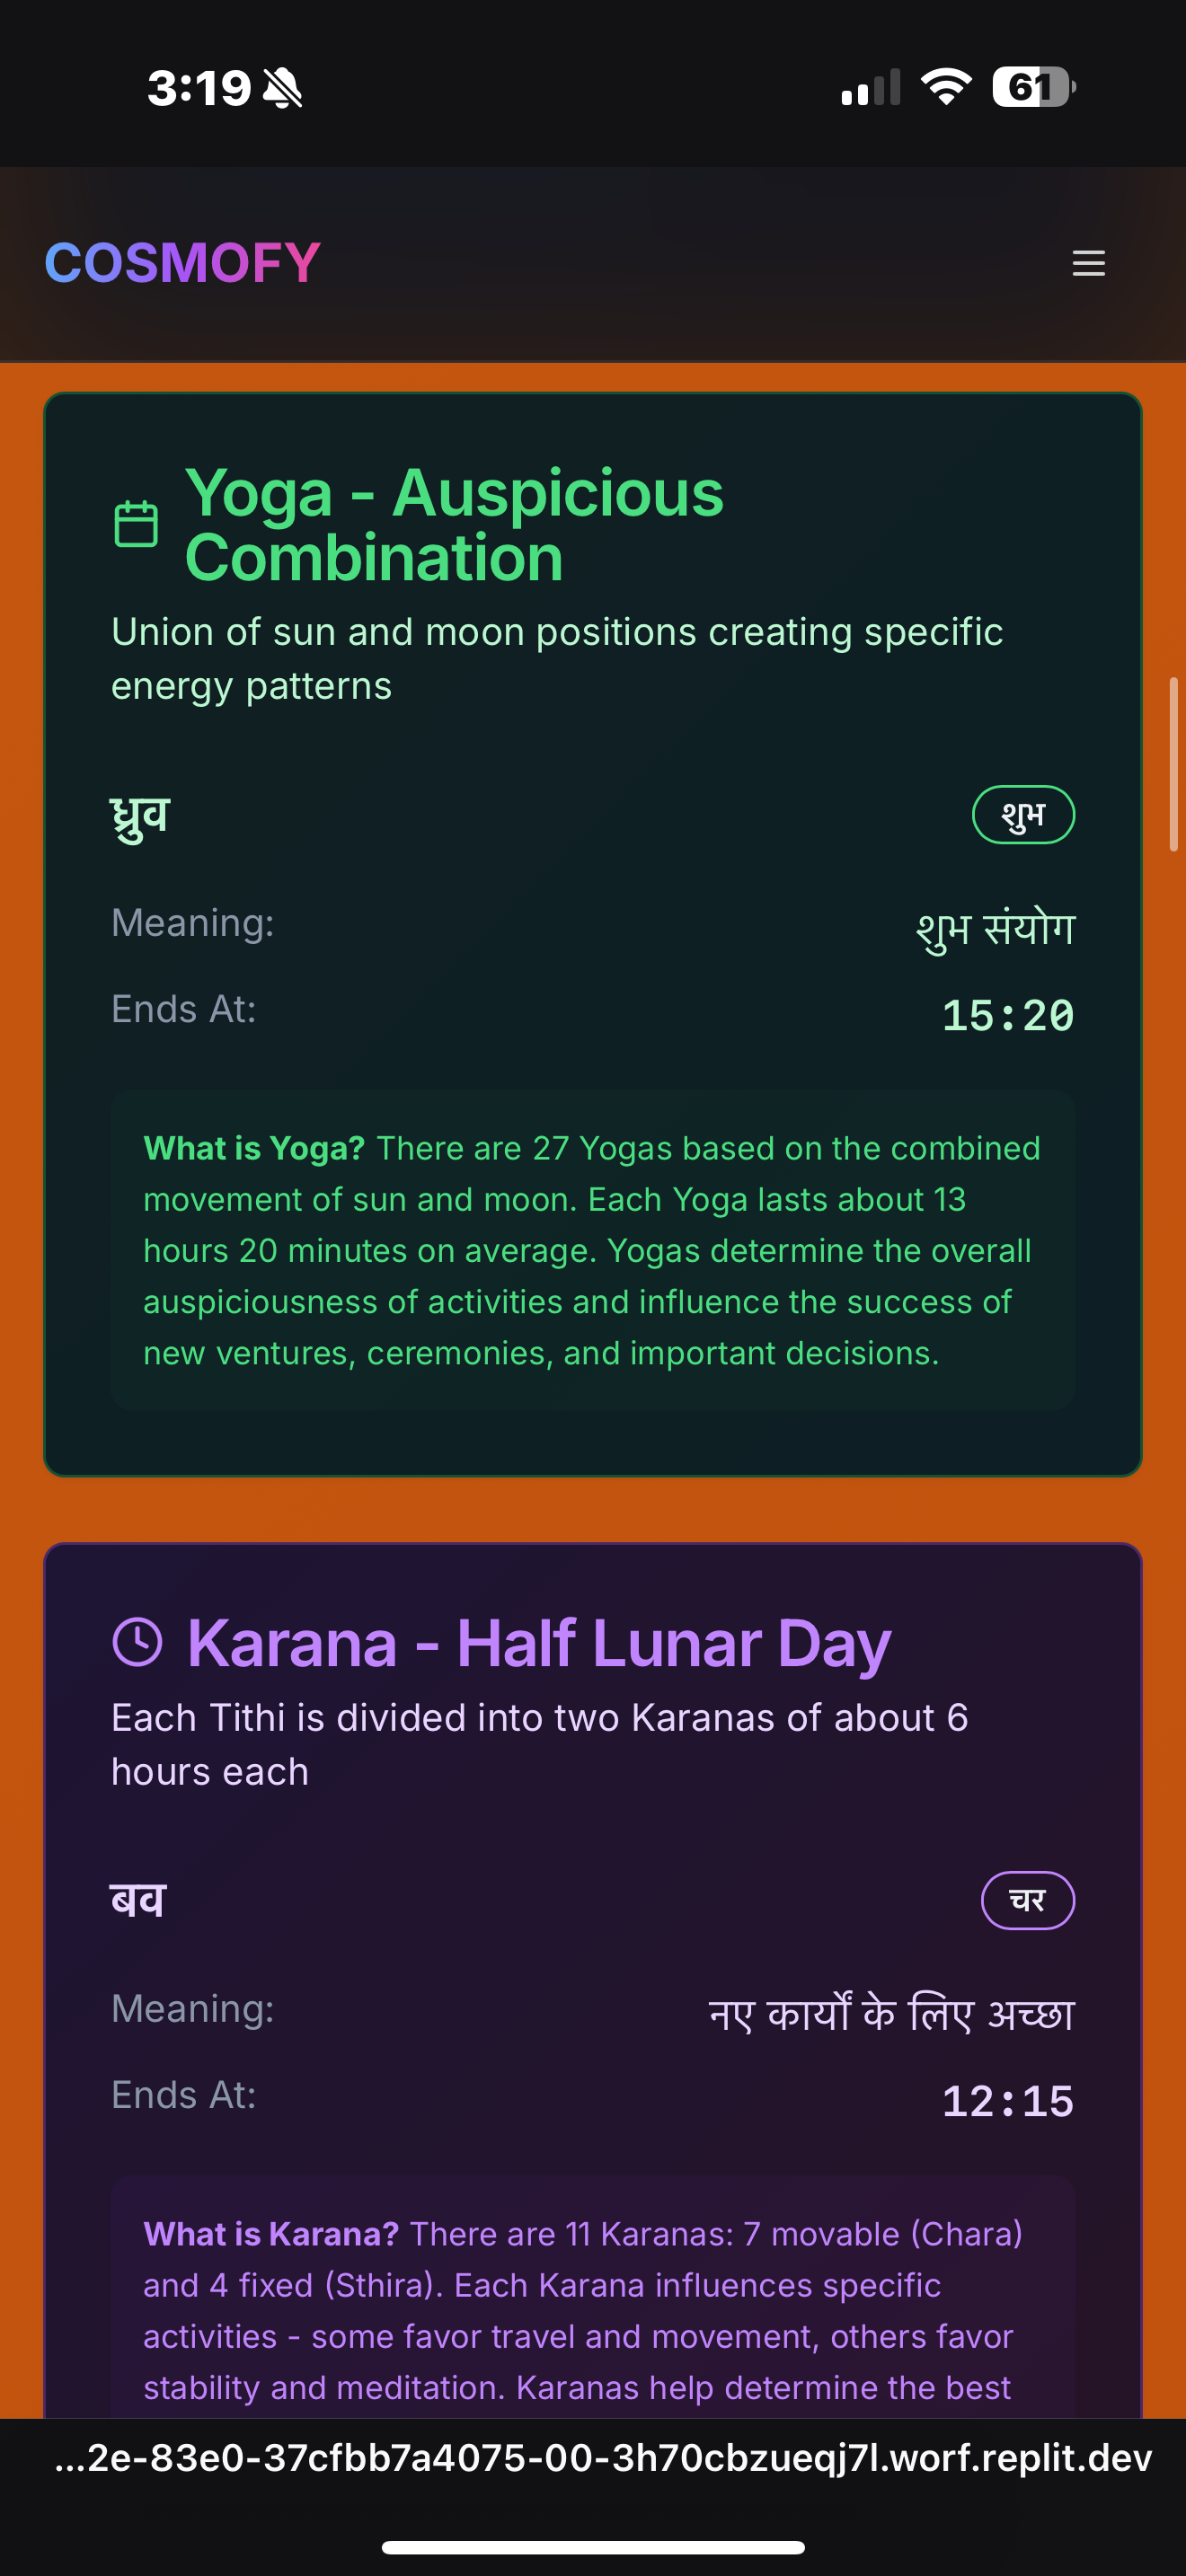 3:19
61
COSMOFY
Yoga - Auspicious
Combination
Union of sun and moon positions creating specific
energy patterns
ध्रुव
शुभ
Meaning:
शुभ संयोग
Ends At:
15:20
What is Yoga? There are 27 Yogas based on the combined
movement of sun and moon. Each Yoga lasts about 13
hours 20 minutes on average. Yogas determine the overall
auspiciousness of activities and influence the success of
new ventures, ceremonies, and important decisions.
Karana - Half Lunar Day
Each Tithi is divided into two Karanas of about 6
hours each
बव
चर
Meaning:
नए कार्यों के लिए अच्छा
Ends At:
12:15
What is Karana? There are 11 Karanas: 7 movable (Chara)
and 4 fixed (Sthira). Each Karana influences specific
activities - some favor travel and movement, others favor
stability and meditation. Karanas help determine the best
...2e-83e0-37cfbb7a4075-00-3h70cbzueqj7l.worf.replit.dev